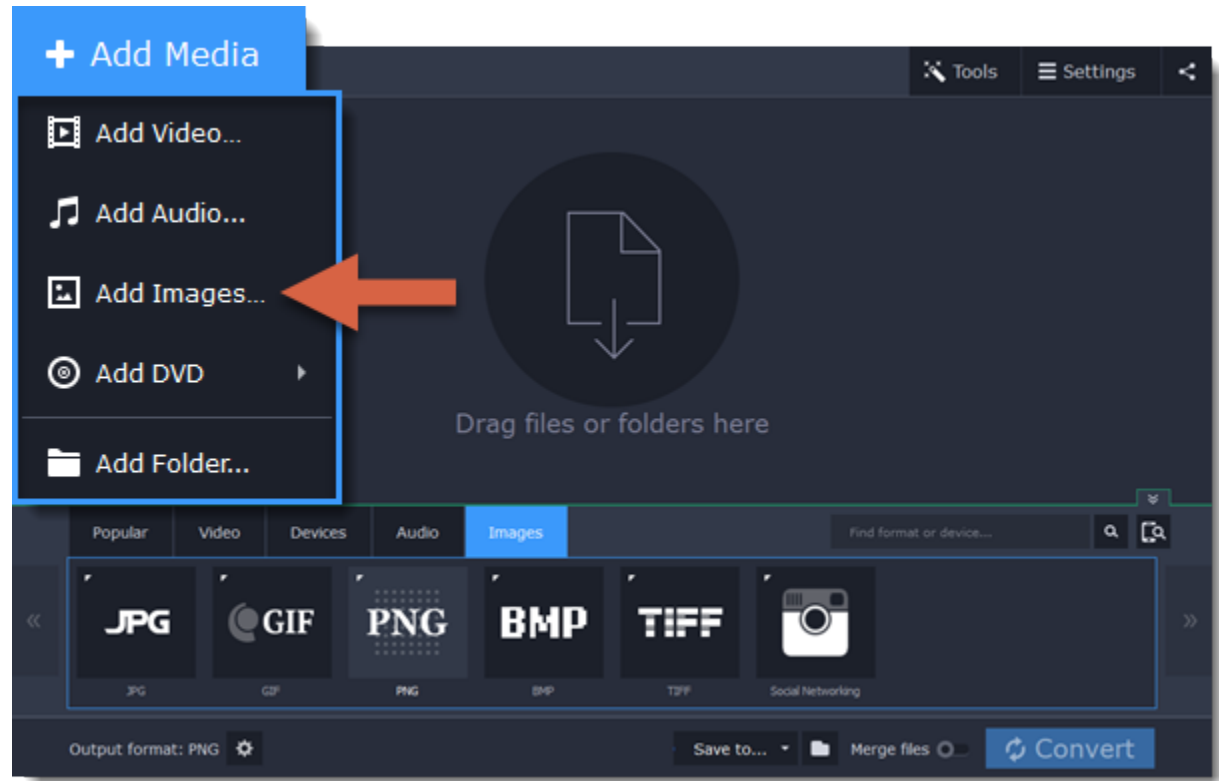 Add Media
Tools
Settings
Add Video...
Add Audio...
Add Images...
Add DVD
Add Folder...
Drag files or folders here
Popular
Video
Devices
Audio
Images
Find format or device...
JPG
GIF
PNG
BMP
TIFF
JPG
GIF
PNG
BMP
TIFF
Social Networking
Output format: PNG
Save to...
Merge files
Convert